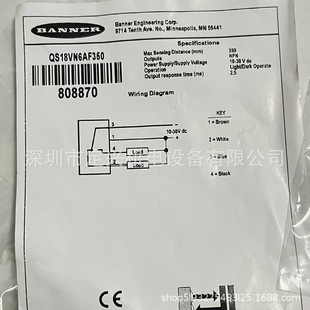 BANNER
Banner Engineering Corp.
9714 Tenth Ave. No., Minneapolis, MN 55441
QS18VN6AF350
808870
Specifications
Max Sensing Distance (mm) 350
Outputs NPN
Power Supply/Supply Voltage 10-30 V dc
Operation Light/Dark Operate
Output response time (ms) 2.5
Wiring Diagram
KEY
10-30V dc
1 = Brown
2 = White
3 = Blue
4 = Black
Load
Load
CE